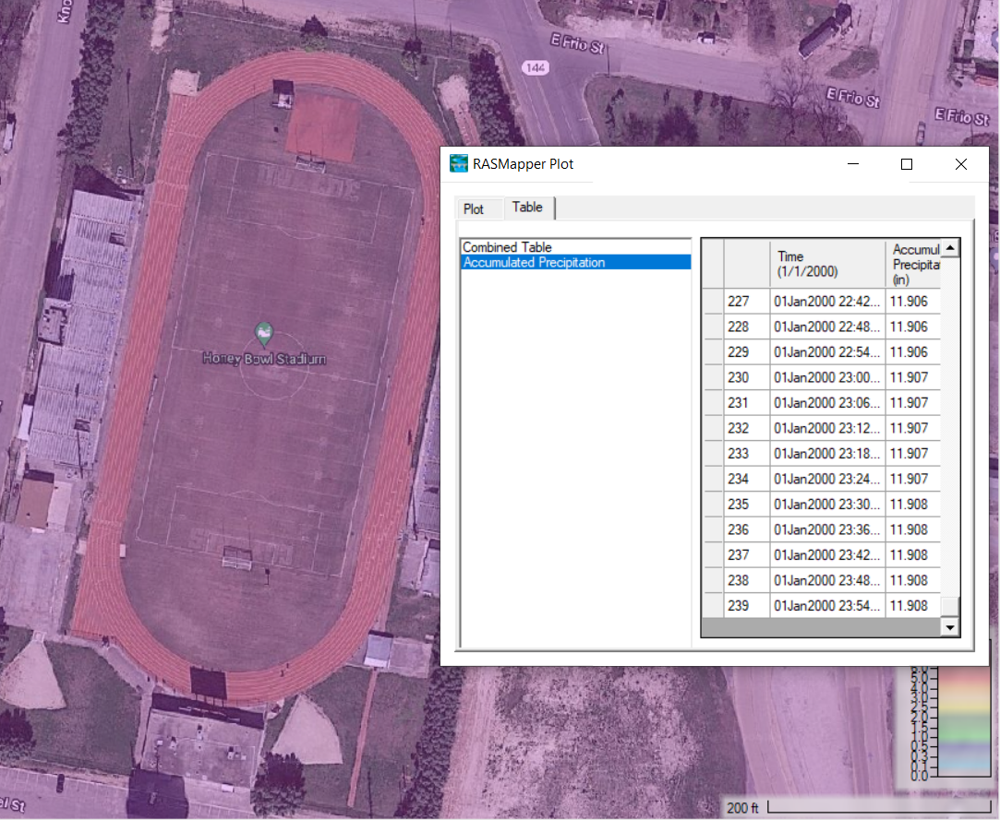 Kno
E Frio St
144
E Frio St
E Frio St
RASMapper Plot
Plot
Table
Combined Table
Accumulated Precipitation
Time
(1/1/2000)
Accumul
Precipita
(in)
227 01Jan2000 22:42... 11.906
228 01Jan2000 22:48... 11.906
229 01Jan2000 22:54... 11.906
230 01Jan2000 23:00... 11.907
231 01Jan2000 23:06... 11.907
232 01Jan2000 23:12... 11.907
233 01Jan2000 23:18... 11.907
234 01Jan2000 23:24... 11.907
235 01Jan2000 23:30... 11.908
236 01Jan2000 23:36... 11.908
237 01Jan2000 23:42... 11.908
238 01Jan2000 23:48... 11.908
239 01Jan2000 23:54... 11.908
Honey Bowl Stadium
5.0
4.0
3.0
2.5
2.0
1.5
1.0
0.5
0.3
0.1
0.0
al St
200 ft